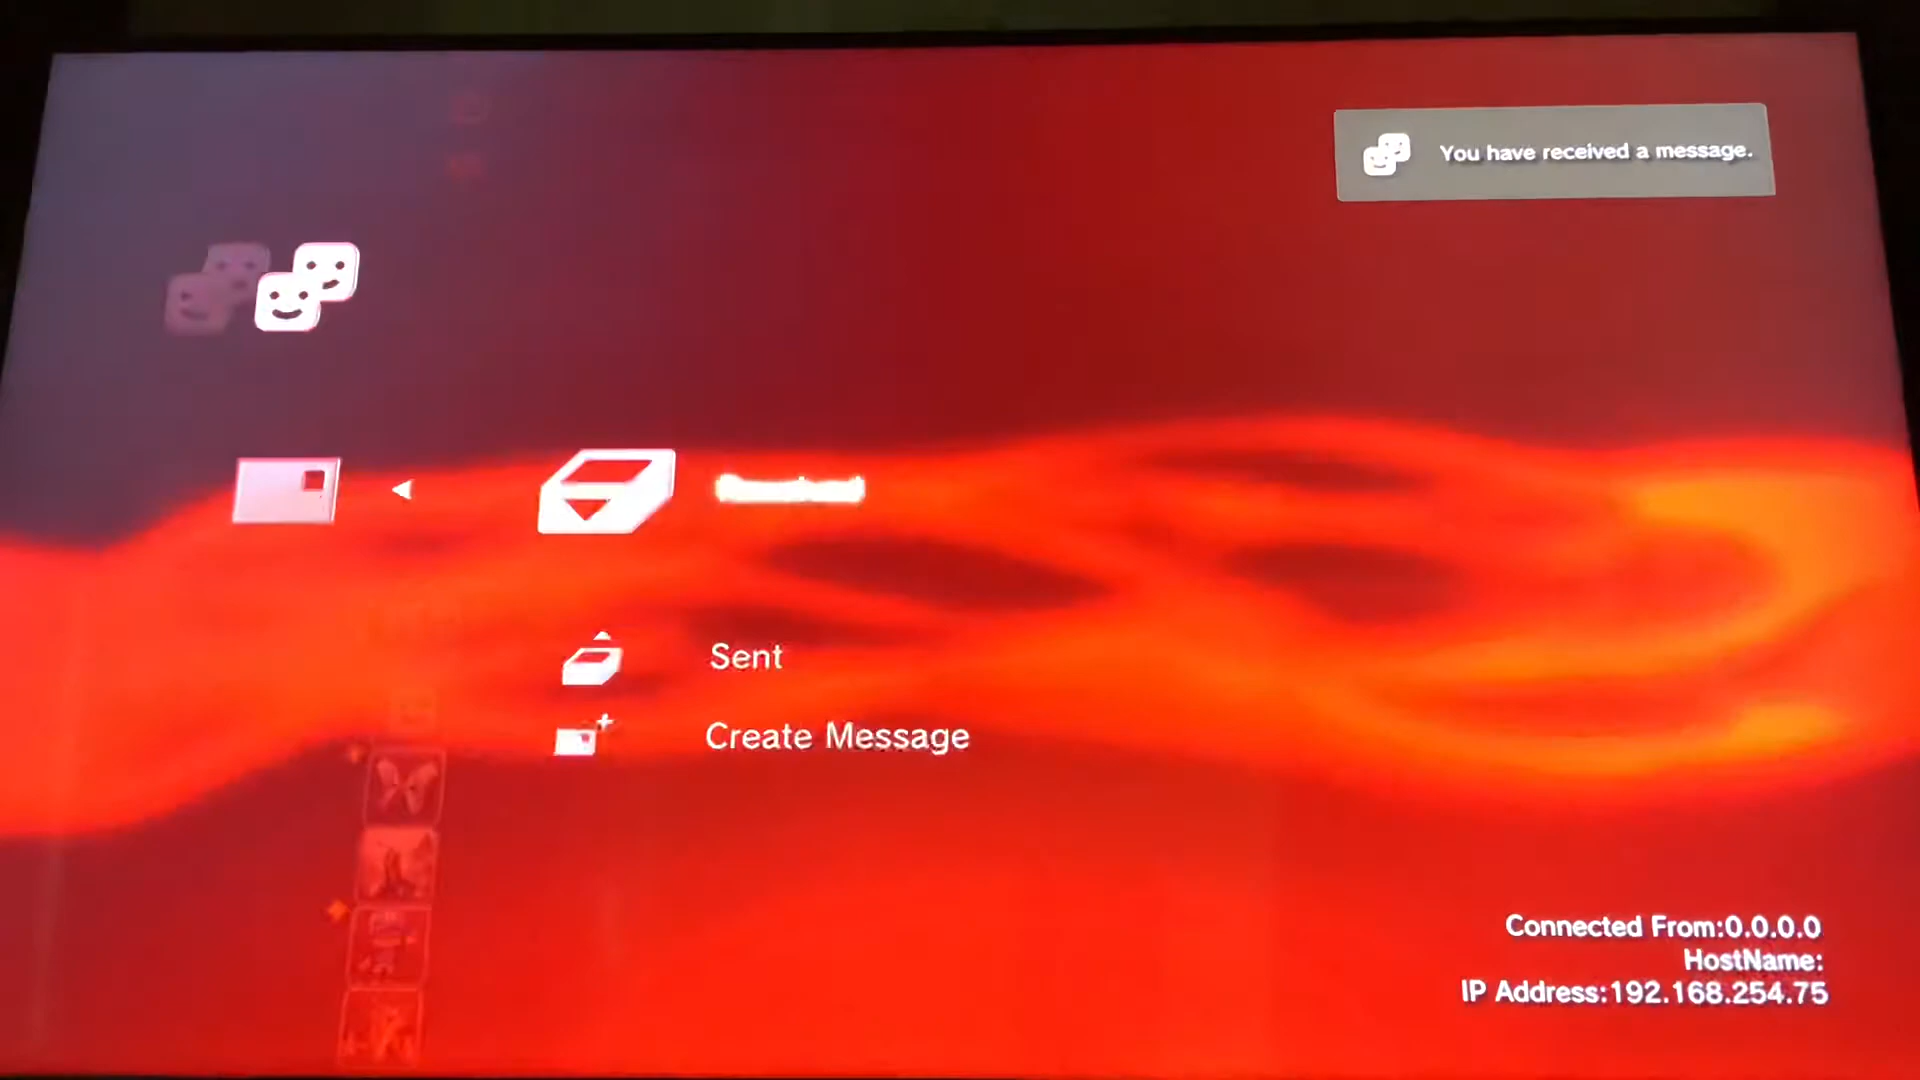 You have received a message.
Sent
Create Message
Connected From:0.0.0.0
HostName:
IP Address:192.168.254.75